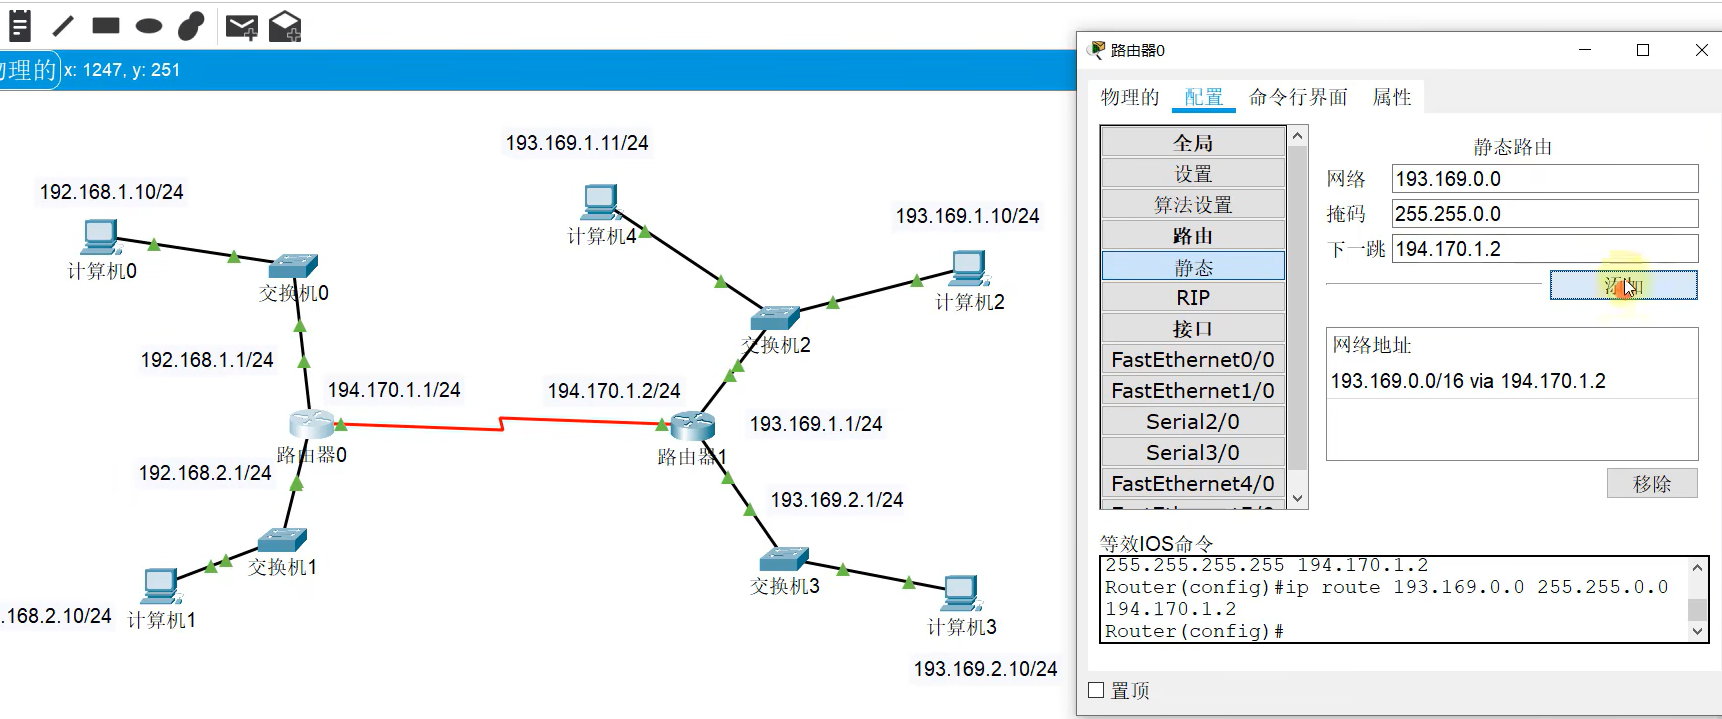 物理的
x: 1247, y: 251
193.169.1.11/24
192.168.1.10/24
193.169.1.10/24
计算机4
计算机0
交换机0
计算机2
交换机2
192.168.1.1/24
194.170.1.1/24
194.170.1.2/24
193.169.1.1/24
路由器0
路由器1
192.168.2.1/24
193.169.2.1/24
交换机1
交换机3
.168.2.10/24
计算机1
计算机3
193.169.2.10/24
路由器0
物理的
配置
命令行界面
属性
全局
设置
算法设置
路由
静态
RIP
接口
FastEthernet0/0
FastEthernet1/0
Serial2/0
Serial3/0
FastEthernet4/0
静态路由
网络 193.169.0.0
掩码 255.255.0.0
下一跳 194.170.1.2
添加
网络地址
193.169.0.0/16 via 194.170.1.2
移除
等效IOS命令
255.255.255.255 194.170.1.2
Router(config)#ip route 193.169.0.0 255.255.0.0
194.170.1.2
Router(config)#
置顶